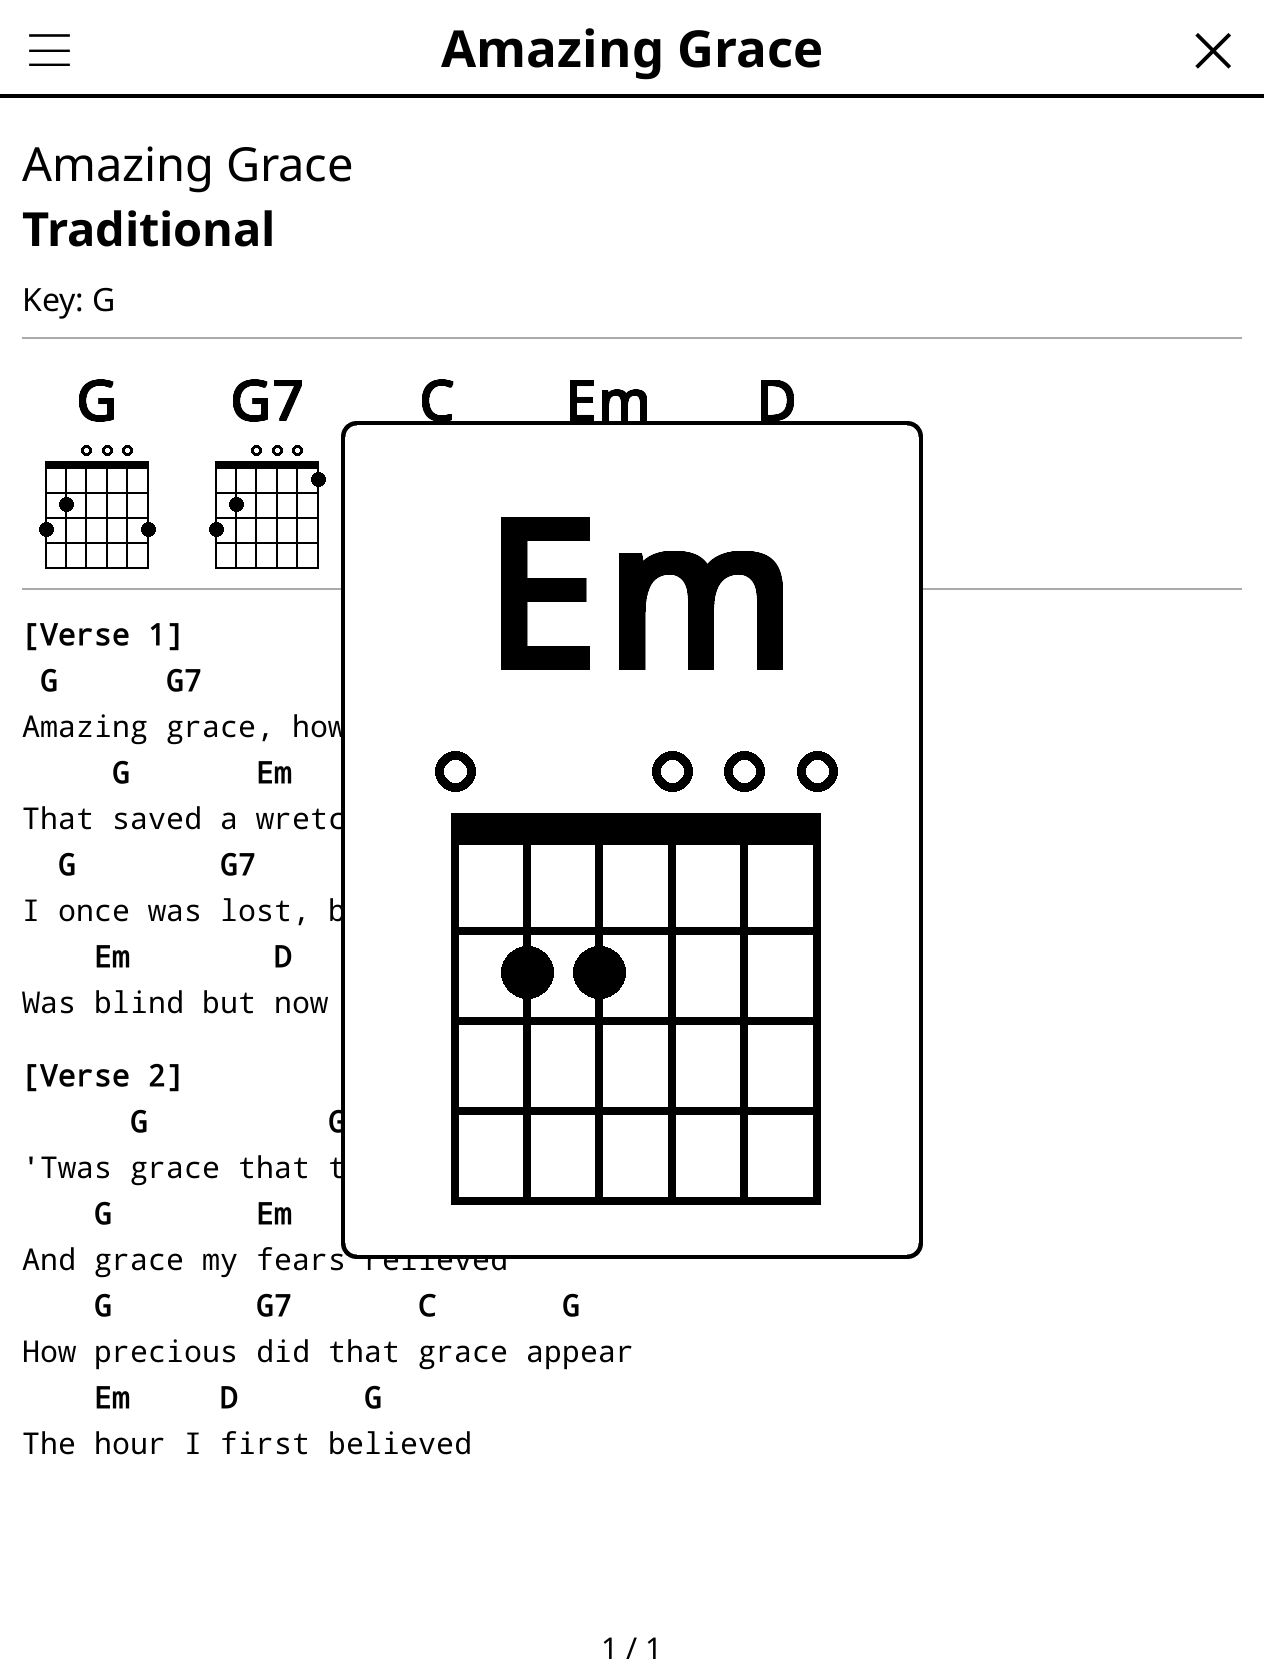 Amazing Grace
Amazing Grace
Traditional
Key: G
G G7 C Em D
Em
[Verse 1]
G G7
Amazing grace, how
G Em
That saved a wretc
G G7
I once was lost, b
Em D
Was blind but now
[Verse 2]
G G
'Twas grace that t
G Em
And grace my fears relieved
G G7 C G
How precious did that grace appear
Em D G
The hour I first believed
1 / 1